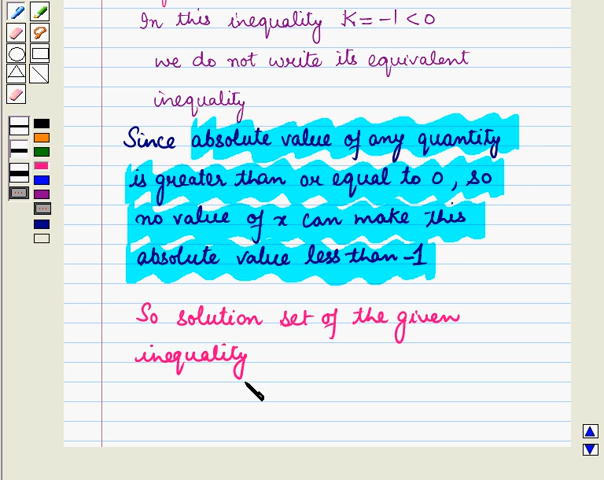 In this inequality K = -1 < 0
we do not write its equivalent
inequality
Since absolute value of any quantity
is greater than or equal to 0, so
no value of x can make this
absolute value less than -1
So solution set of the given
inequality